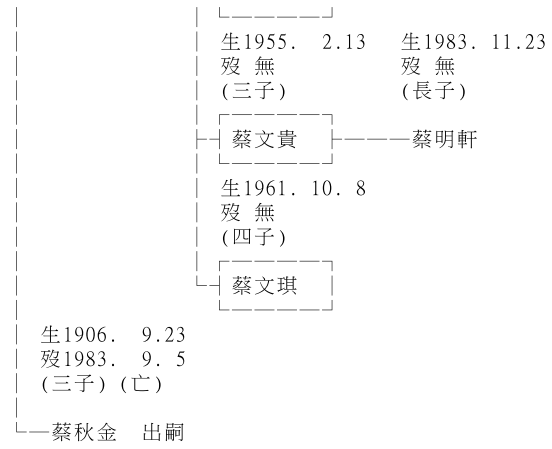 生1955.  2.13  生1983. 11.23
歿 無  歿 無
(三子)  (長子)
蔡文貴  蔡明軒
生1961. 10. 8
歿 無
(四子)
蔡文琪
生1906.  9.23
歿1983.  9. 5
(三子)(亡)
蔡秋金  出嗣